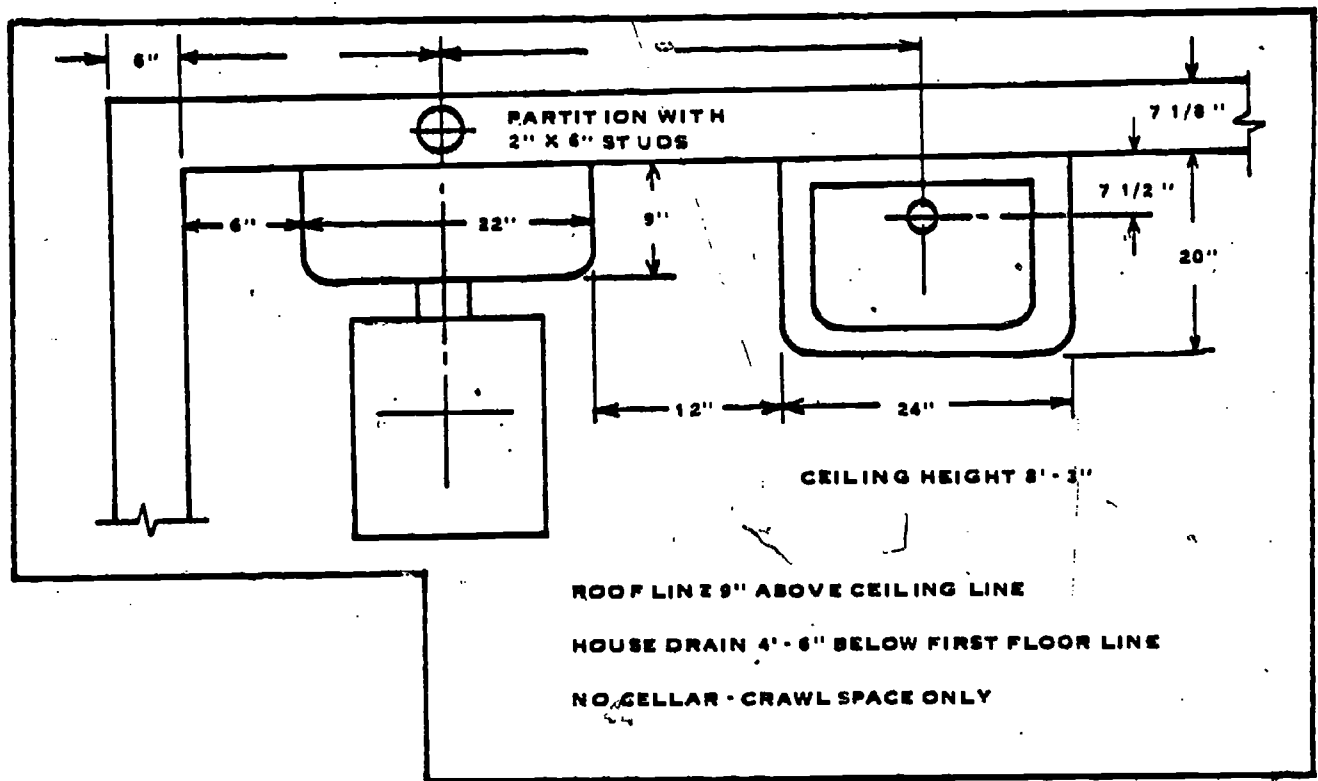 6"
PARTITION WITH
2" X 6" STUDS
7 1/8 "
7 1/2 "
6"
22"
9"
20"
12"
24"
CEILING HEIGHT 8' - 3"
ROOF LINE 9" ABOVE CEILING LINE
HOUSE DRAIN 4' - 6" BELOW FIRST FLOOR LINE
NO CELLAR - CRAWL SPACE ONLY